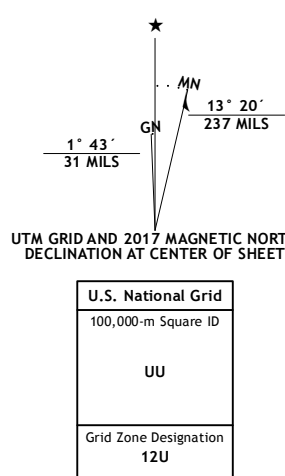 ★
MN
13° 20´
237 MILS
GN
1° 43´
31 MILS
UTM GRID AND 2017 MAGNETIC NORT
DECLINATION AT CENTER OF SHEET
U.S. National Grid
100,000-m Square ID
UU
Grid Zone Designation
12U